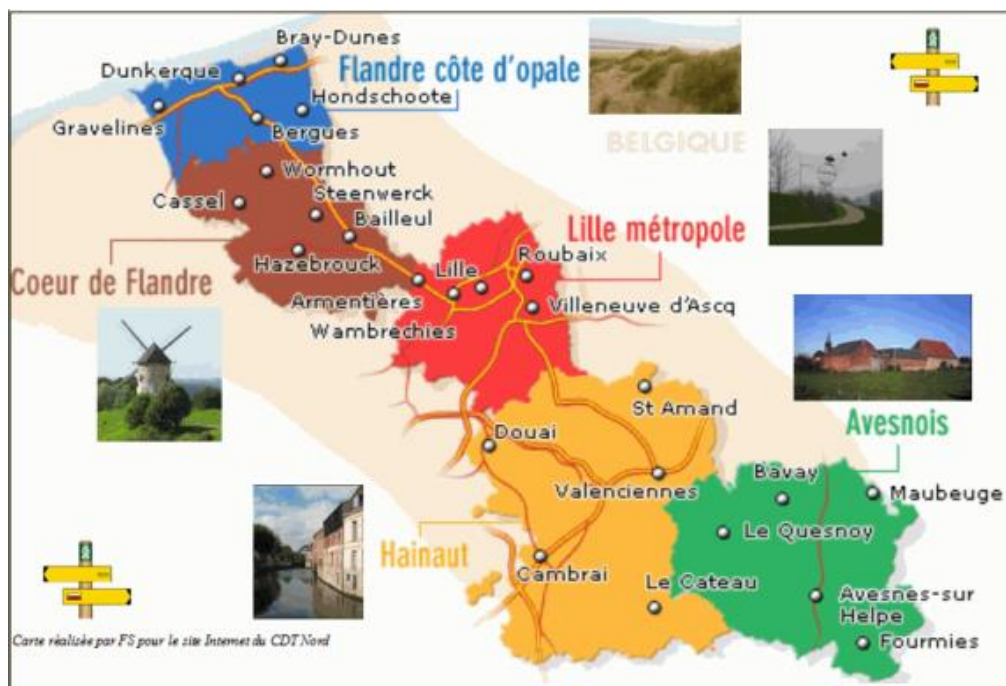 Bray-Dunes
Dunkerque
Flandre côte d'opale
Hondschoote
Gravelines
Bergues
BELGIQUE
Wormhout
Steenwerck
Cassel
Bailleul
Lille métropole
Hazebrouck
Lille
Roubaix
Coeur de Flandre
Armentières
Villeneuve d'Ascq
Wambrechies
St Amand
Avesnois
Douai
Bavay
Valenciennes
Maubeuge
Le Quesnoy
Hainaut
Cambrai
Le Cateau
Avesnes-sur
Helpe
Fourmies
Carte réalisée par FS pour le site Internet du CDT Nord